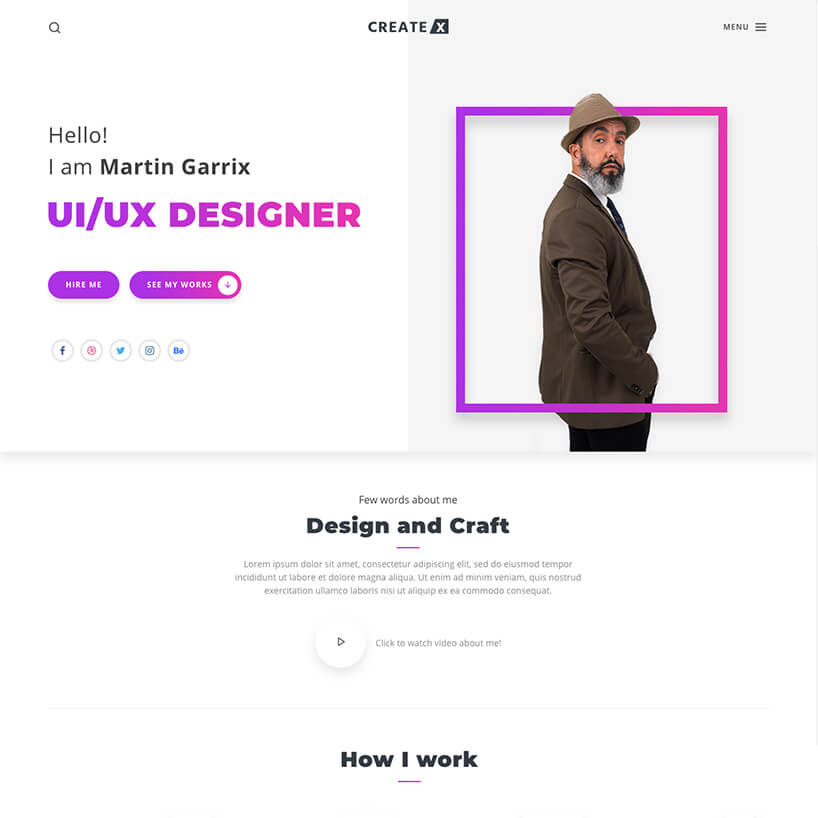 CREATE X
MENU
Hello!
I am Martin Garrix
UI/UX DESIGNER
HIRE ME
SEE MY WORKS
Bē
Few words about me
Design and Craft
Lorem ipsum dolor sit amet, consectetur adipiscing elit, sed do eiusmod tempor
incididunt ut labore et dolore magna aliqua. Ut enim ad minim veniam, quis nostrud
exercitation ullamco laboris nisi ut aliquip ex ea commodo consequat.
Click to watch video about me!
How I work